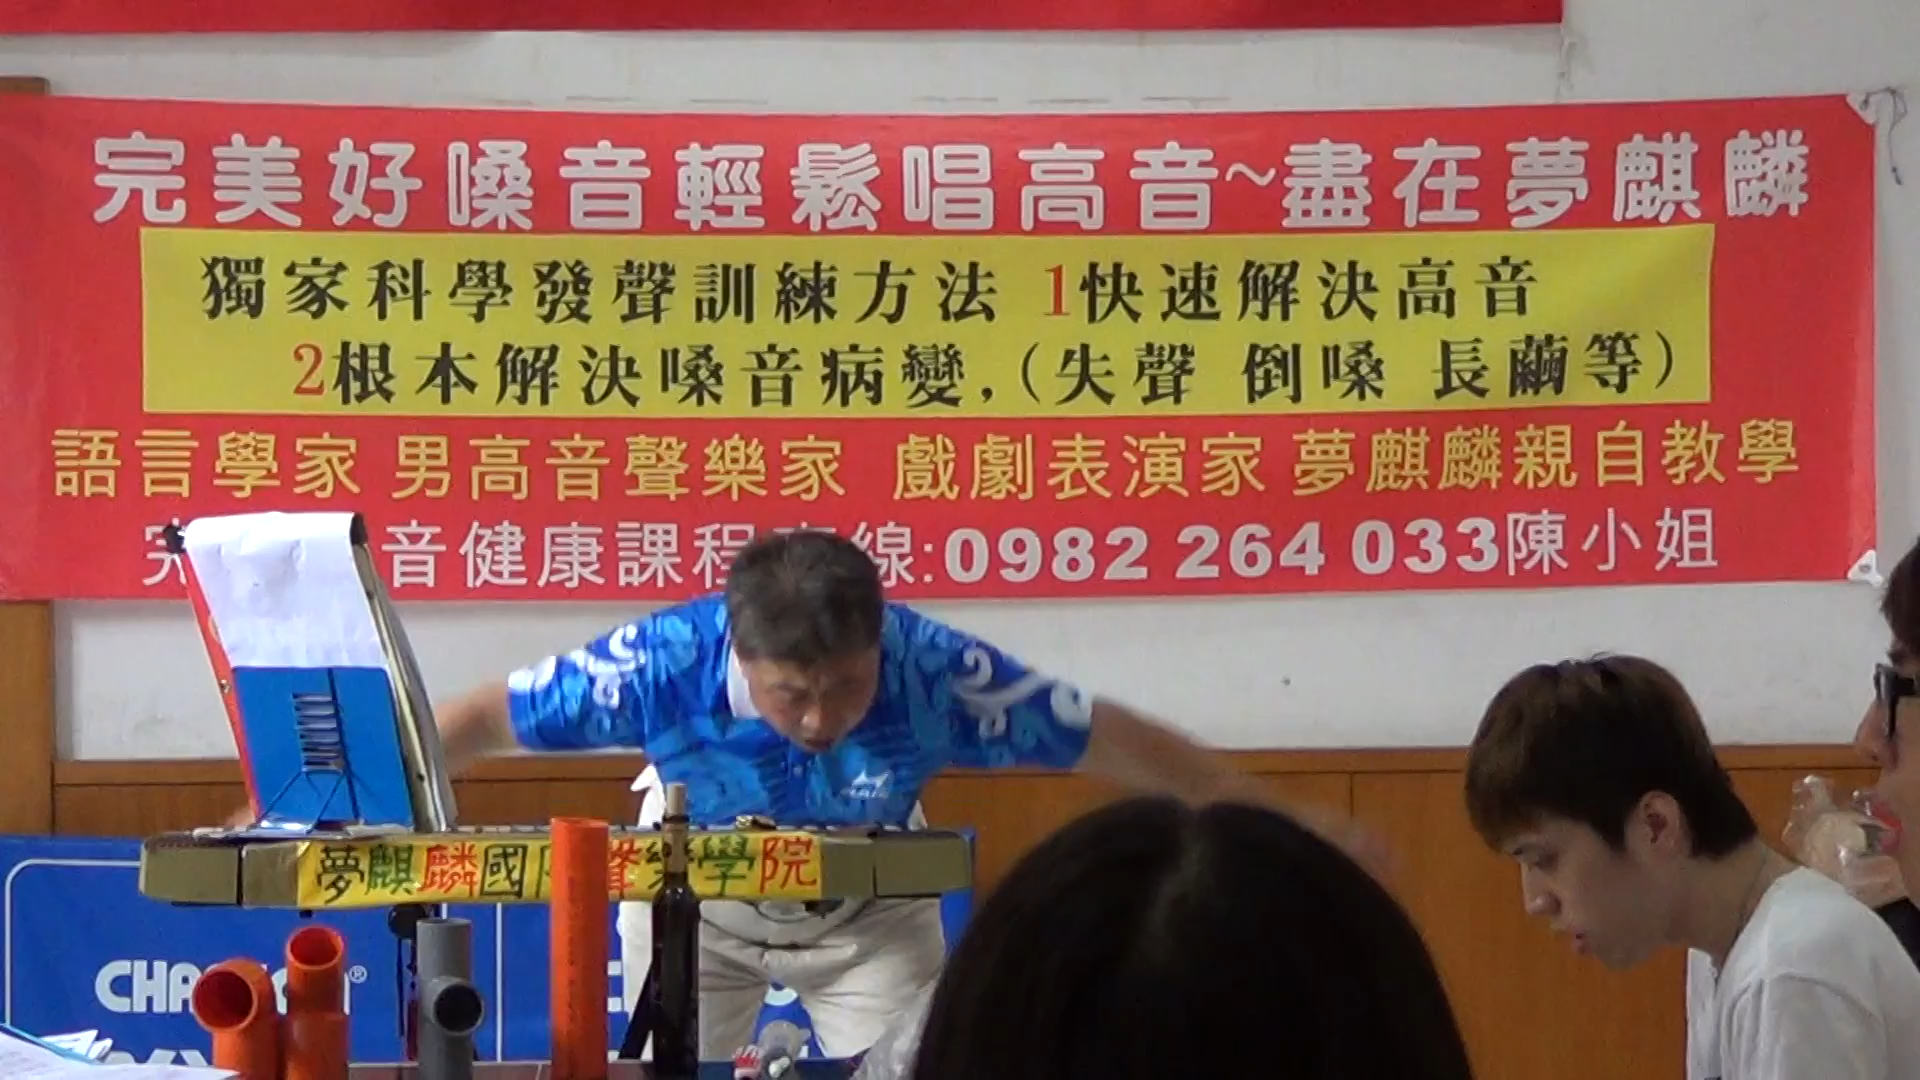 完美好嗓音輕鬆唱高音~盡在夢麒麟
獨家科學發聲訓練方法 1快速解決高音
2根本解決嗓音病變,(失聲 倒嗓 長繭等)
語言學家 男高音聲樂家 戲劇表演家 夢麒麟親自教學
完 音健康課程 線:0982 264 033陳小姐
夢麒麟國 聲樂學院
CHA